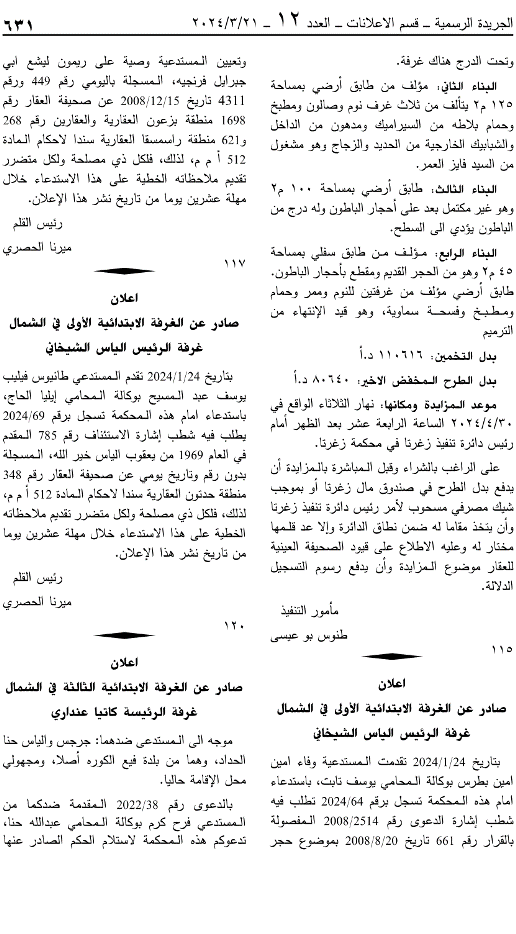 الجريدة الرسمية ــ قسم الاعلانات ــ العدد ١٢ ــ ٢٠٢٤/٣/٢١
٦٣١
وتحت الدرج هناك غرفة.
البناء الثاني: مؤلف من طابق أرضي بمساحة
١٢٥ م٢ يتألف من ثلاث غرف نوم وصالون ومطبخ
وحمام بلاطه من السيراميك ومدهون من الداخل
والشبابيك الخارجية من الحديد والزجاج وهو مشغول
من السيد فايز العمر.
البناء الثالث: طابق أرضي بمساحة ١٠٠ م٢
وهو غير مكتمل بعد على أحجار الباطون وله درج من
الباطون يؤدي الى السطح.
البناء الرابع: مؤلف من طابق سفلي بمساحة
٤٥ م٢ وهو من الحجر القديم ومقطع بأحجار الباطون.
طابق أرضي مؤلف من غرفتين للنوم وممر وحمام
ومطبخ وفسحة سماوية، وهو قيد الإنتهاء من
الترميم
بدل التخمين: ١١٠٦١٦ د.أ
بدل الطرح المخفض الاخير: ٨٠٦٤٠ د.أ
موعد المزايدة ومكانها: نهار الثلاثاء الواقع في
٢٠٢٤/٤/٣٠ الساعة الرابعة عشر بعد الظهر أمام
رئيس دائرة تنفيذ زغرتا في محكمة زغرتا.
على الراغب بالشراء وقبل المباشرة بالمزايدة أن
يدفع بدل الطرح في صندوق مال زغرتا أو بموجب
شيك مصرفي مسحوب لأمر رئيس دائرة تنفيذ زغرتا
وأن يتخذ مقاما له ضمن نطاق الدائرة وإلا عد قلمها
مختار له وعليه الاطلاع على قيود الصحيفة العينية
للعقار موضوع المزايدة وأن يدفع رسوم التسجيل
الدلالة.
مأمور التنفيذ
طنوس بو عيسى
١١٥
اعلان
صادر عن الغرفة الابتدائية الأولى في الشمال
غرفة الرئيس الياس الشيخاني
بتاريخ 2024/1/24 تقدمت المستدعية وفاء امين
امين بطرس بوكالة المحامي يوسف ثابت، باستدعاء
امام هذه المحكمة تسجل برقم 2024/64 تطلب فيه
شطب إشارة الدعوى رقم 2008/2514 المفصولة
بالقرار رقم 661 تاريخ 2008/8/20 بموضوع حجر
وتعيين المستدعية وصية على ريمون ليشع ابي
جبرايل فرنجيه، المسجلة باليومي رقم 449 ورقم
4311 تاريخ 2008/12/15 عن صحيفة العقار رقم
1698 منطقة بزعون العقارية والعقارين رقم 268
و621 منطقة راسمسقا العقارية سندا لاحكام المادة
512 أ م م، لذلك، فلكل ذي مصلحة ولكل متضرر
تقديم ملاحظاته الخطية على هذا الاستدعاء خلال
مهلة عشرين يوما من تاريخ نشر هذا الإعلان.
رئيس القلم
ميرنا الحصري
١١٧
اعلان
صادر عن الغرفة الابتدائية الأولى في الشمال
غرفة الرئيس الياس الشيخاني
بتاريخ 2024/1/24 تقدم المستدعي طانيوس فيليب
يوسف عبد المسيح بوكالة المحامي إيليا الحاج،
باستدعاء امام هذه المحكمة تسجل برقم 2024/69
يطلب فيه شطب إشارة الاستئناف رقم 785 المقدم
في العام 1969 من يعقوب الياس خير الله، المسجلة
بدون رقم وتاريخ يومي عن صحيفة العقار رقم 348
منطقة حدتون العقارية سندا لاحكام المادة 512 أ م م،
لذلك، فلكل ذي مصلحة ولكل متضرر تقديم ملاحظاته
الخطية على هذا الاستدعاء خلال مهلة عشرين يوما
من تاريخ نشر هذا الإعلان.
رئيس القلم
ميرنا الحصري
١٢٠
اعلان
صادر عن الغرفة الابتدائية الثالثة في الشمال
غرفة الرئيسة كاتيا عنداري
موجه الى المستدعى ضدهما: جرجس والياس حنا
الحداد، وهما من بلدة فيع الكوره أصلا، ومجهولي
محل الإقامة حاليا.
بالدعوى رقم 2022/38 المقدمة ضدكما من
المستدعي فرح كرم بوكالة المحامي عبدالله حنا،
تدعوكم هذه المحكمة لاستلام الحكم الصادر عنها